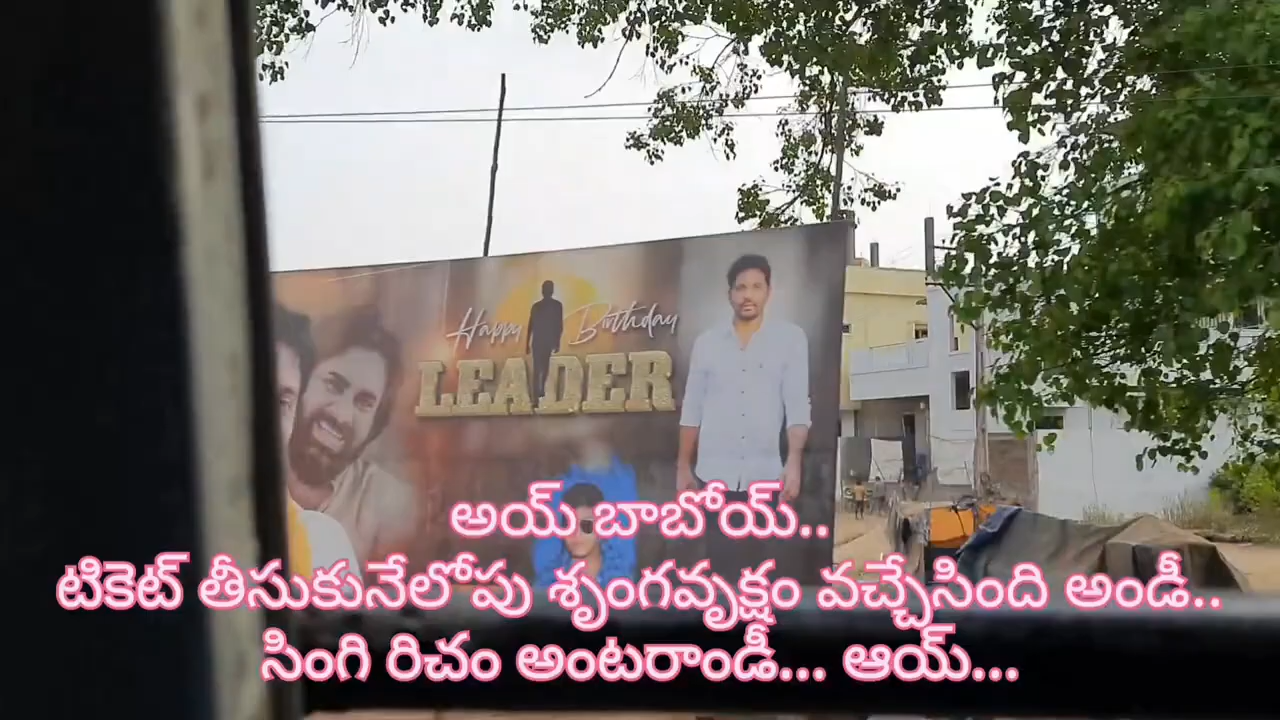 Happy Birthday
LEADER
అయ్ బాబోయ్..
టికెట్ తీసుకునేలోపు శృంగవృక్షం వచ్చేసింది అండీ..
సింగి రిచం అంటరాండీ... ఆయ్...